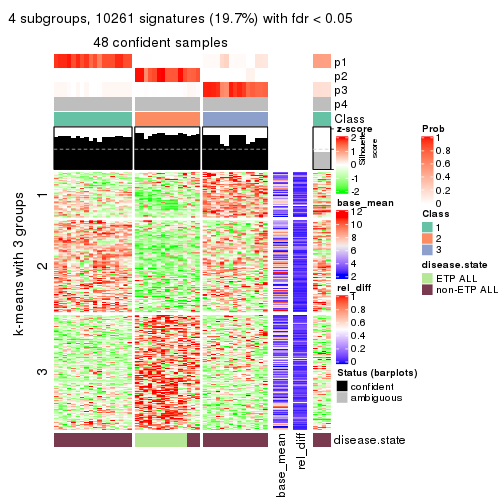 4 subgroups, 10261 signatures (19.7%) with fdr < 0.05
48 confident samples
p1
p2
p3
p4
Class
z-score
2
1
0
-1
-2
Silhouette
score
base_mean
12
10
8
6
4
2
rel_diff
1
0.8
0.6
0.4
0.2
0
Status (barplots)
confident
ambiguous
Prob
1
0.8
0.6
0.4
0.2
0
Class
1
2
3
disease.state
ETP ALL
non-ETP ALL
k-means with 3 groups
1
2
3
base_mean
rel_diff
disease.state